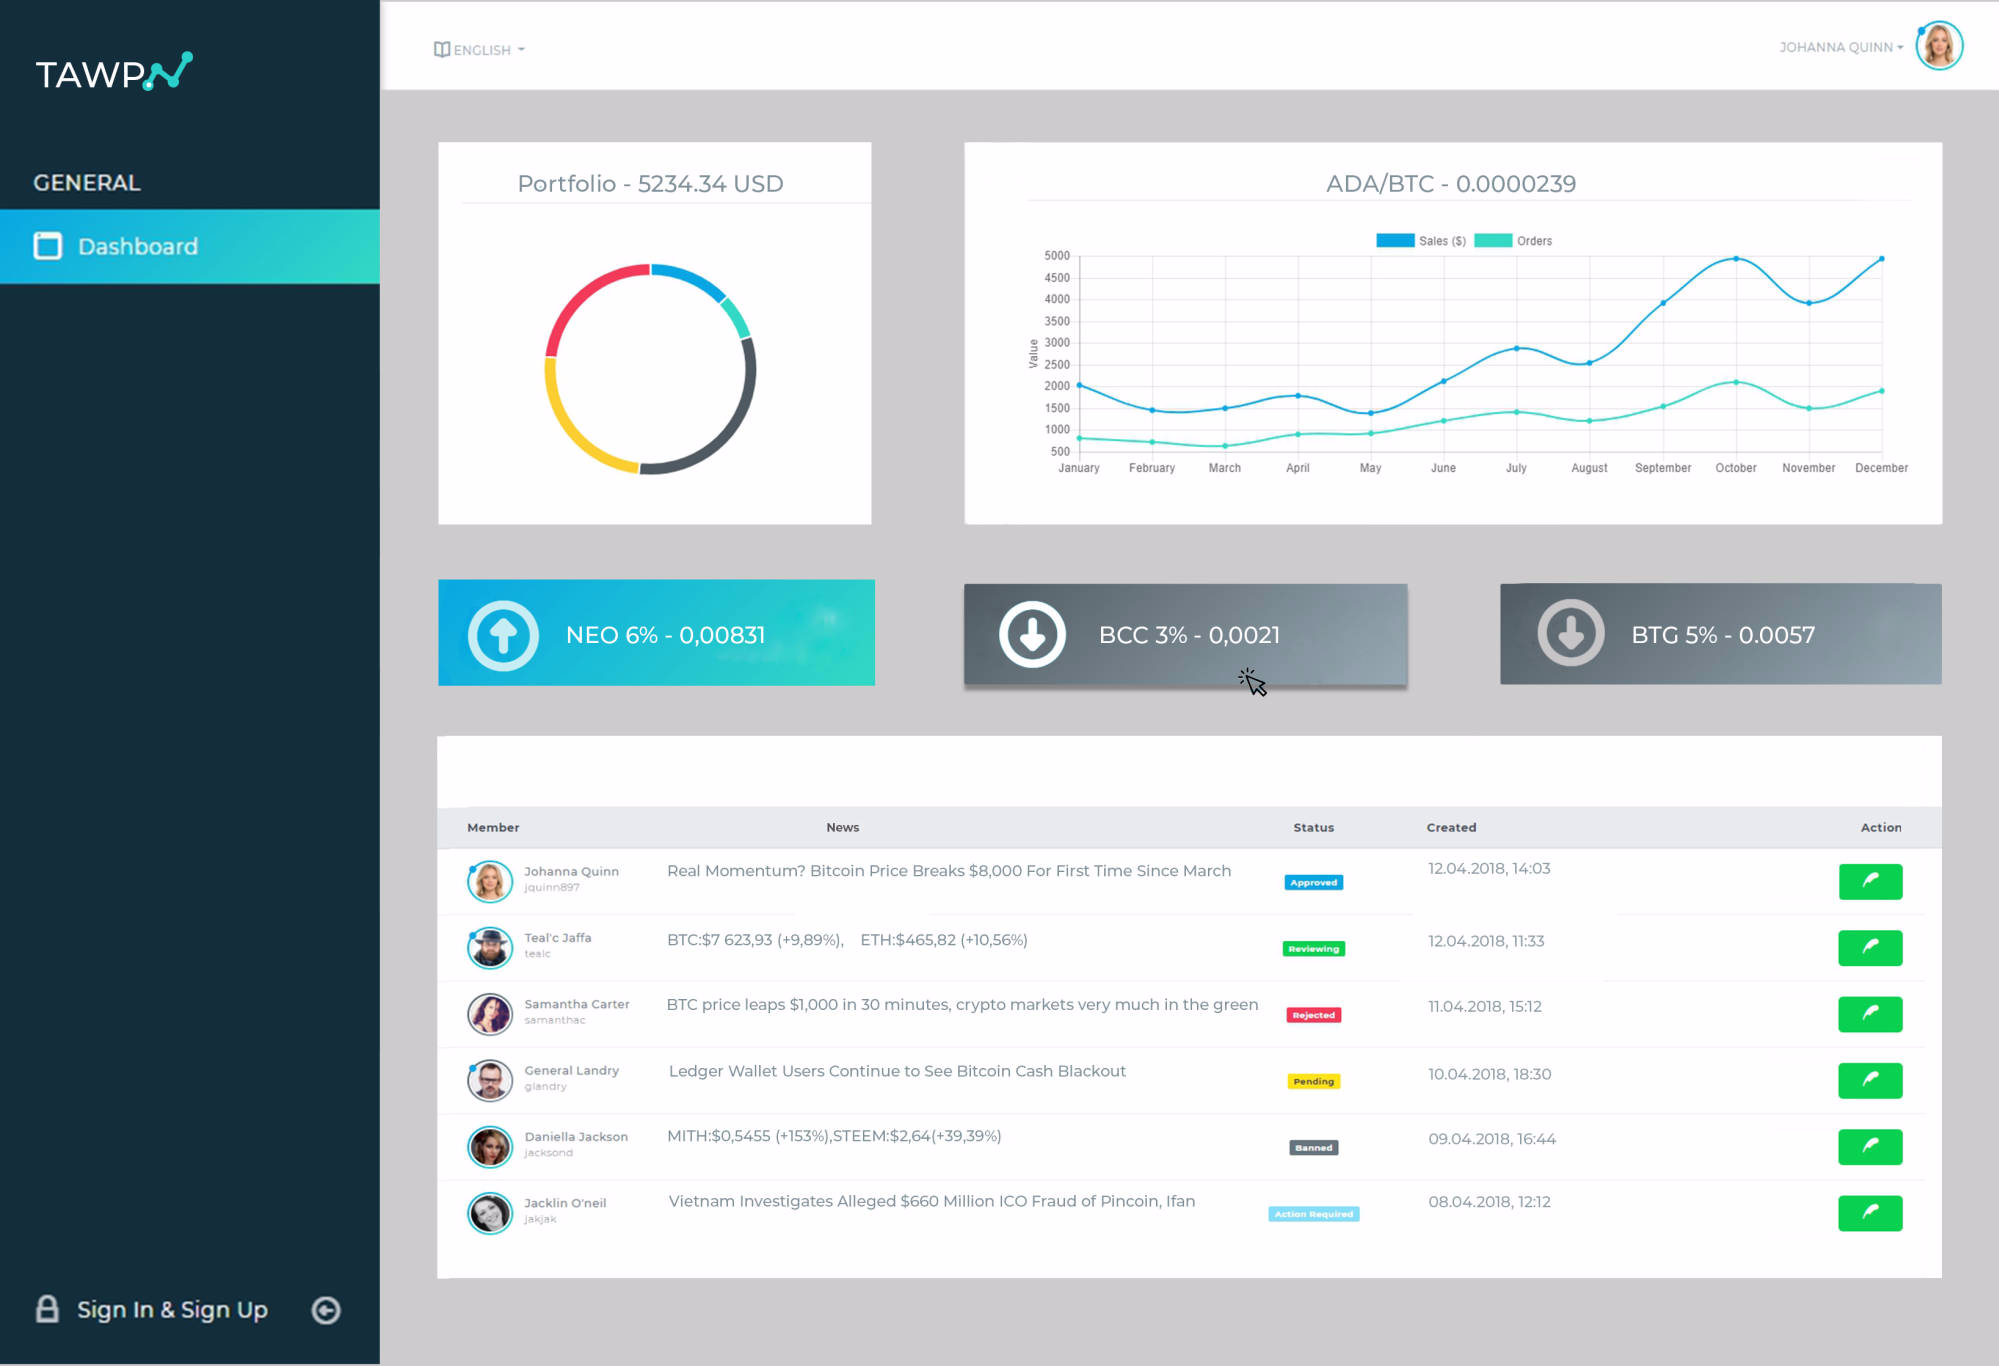 TAWPN
ENGLISH
JOHANNA QUINN
GENERAL
Dashboard
Portfolio - 5234.34 USD
ADA/BTC - 0.0000239
Sales ($) Orders
5000
4500
4000
3500
3000
2500
2000
1500
1000
500
Value
January February March April May June July August September October November December
NEO 6% - 0,00831
BCC 3% - 0,0021
BTG 5% - 0.0057
Member News Status Created Action
Johanna Quinn
jquinn897
Real Momentum? Bitcoin Price Breaks $8,000 For First Time Since March
Approved
12.04.2018, 14:03
Teal'c Jaffa
tealc
BTC:$7 623,93 (+9,89%), ETH:$465,82 (+10,56%)
Reviewing
12.04.2018, 11:33
Samantha Carter
samanthac
BTC price leaps $1,000 in 30 minutes, crypto markets very much in the green
Rejected
11.04.2018, 15:12
General Landry
glandry
Ledger Wallet Users Continue to See Bitcoin Cash Blackout
Pending
10.04.2018, 18:30
Daniella Jackson
jacksond
MITH:$0,5455 (+153%),STEEM:$2,64(+39,39%)
Banned
09.04.2018, 16:44
Jacklin O'neil
jakjak
Vietnam Investigates Alleged $660 Million ICO Fraud of Pincoin, Ifan
Action Required
08.04.2018, 12:12
Sign In & Sign Up